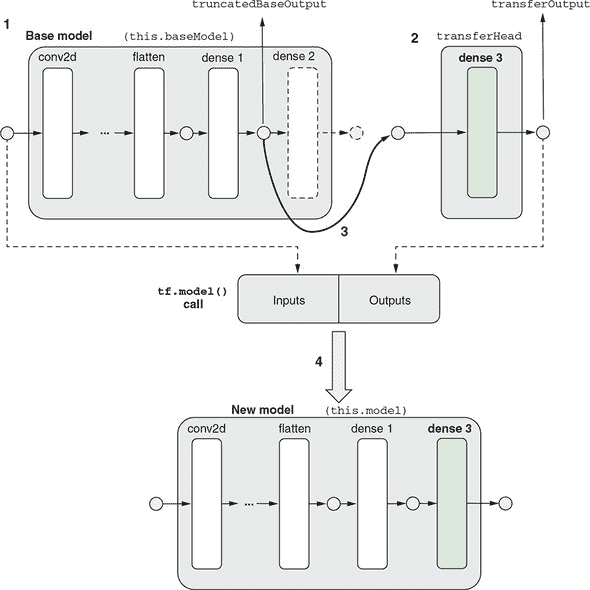 truncatedBaseOutput
transferOutput
1
Base model (this.baseModel)
2
transferHead
conv2d
flatten
dense 1
dense 2
dense 3
...
3
tf.model()
call
Inputs
Outputs
4
New model (this.model)
conv2d
flatten
dense 1
dense 3
...